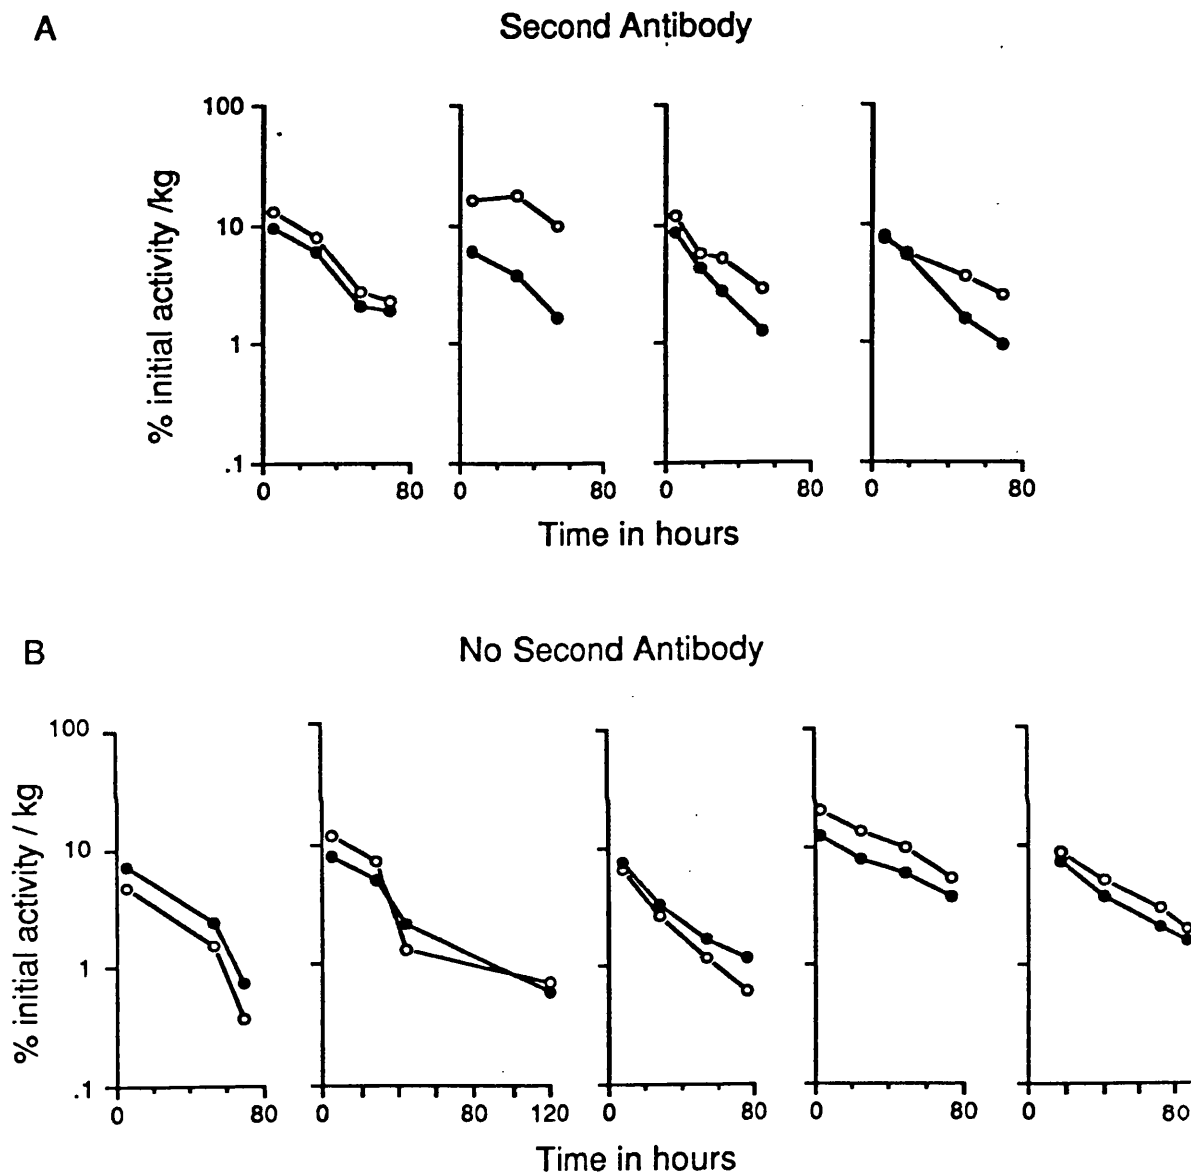 A
Second Antibody
100
10
1
.1
% initial activity /kg
0 80 0 80 0 80 0 80
Time in hours
B
No Second Antibody
100
10
1
.1
% initial activity / kg
0 80 0 120 0 80 0 80 0 80
Time in hours